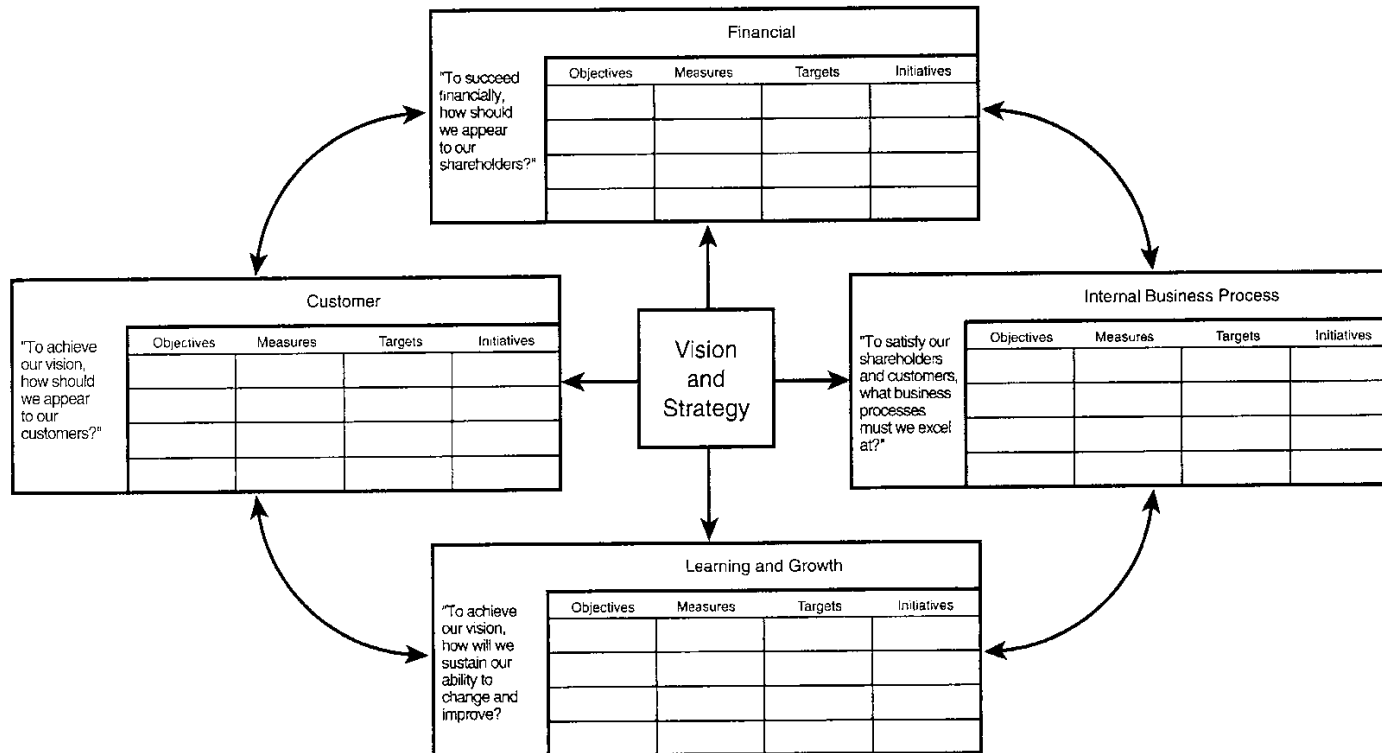 Financial
"To succeed
financially,
how should
we appear
to our
shareholders?"
Objectives Measures Targets Initiatives
Customer
"To achieve
our vision,
how should
we appear
to our
customers?"
Objectives Measures Targets Initiatives
Vision
and
Strategy
Internal Business Process
"To satisfy our
shareholders
and customers,
what business
processes
must we excel
at?"
Objectives Measures Targets Initiatives
Learning and Growth
"To achieve
our vision,
how will we
sustain our
ability to
change and
improve?
Objectives Measures Targets Initiatives